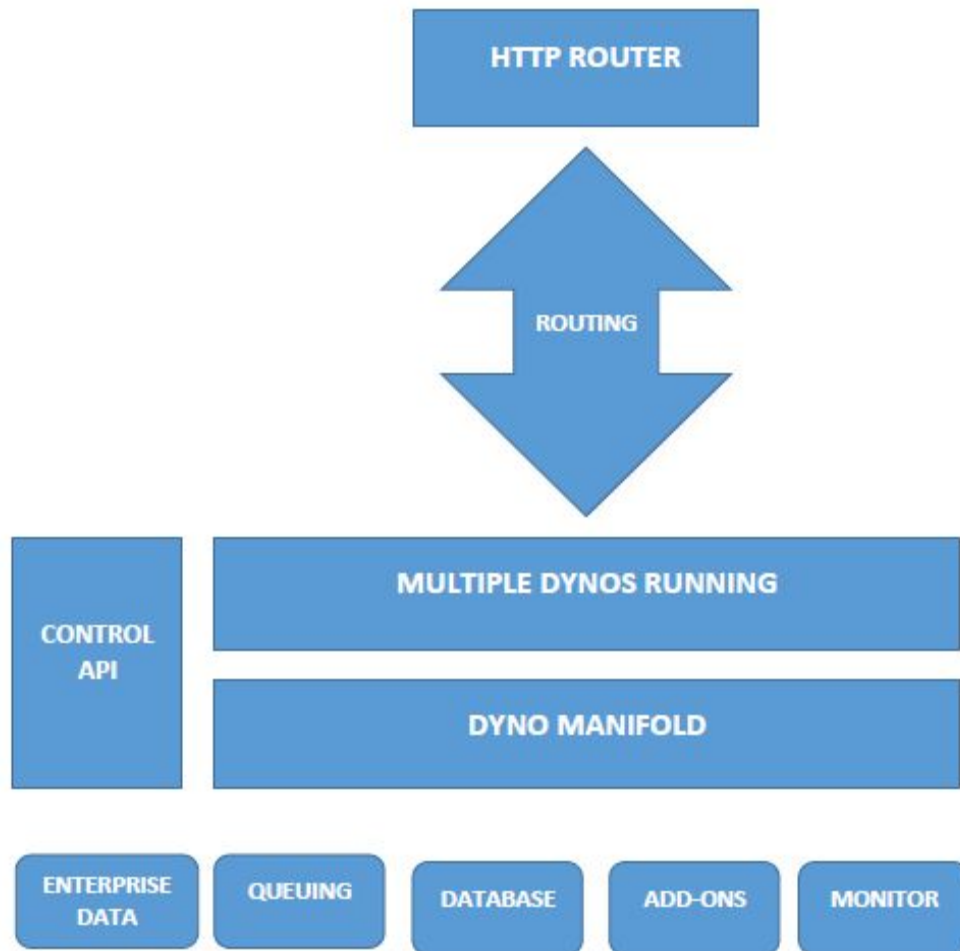 HTTP ROUTER
ROUTING
CONTROL
API
MULTIPLE DYNOS RUNNING
DYNO MANIFOLD
ENTERPRISE
DATA
QUEUING
DATABASE
ADD-ONS
MONITOR